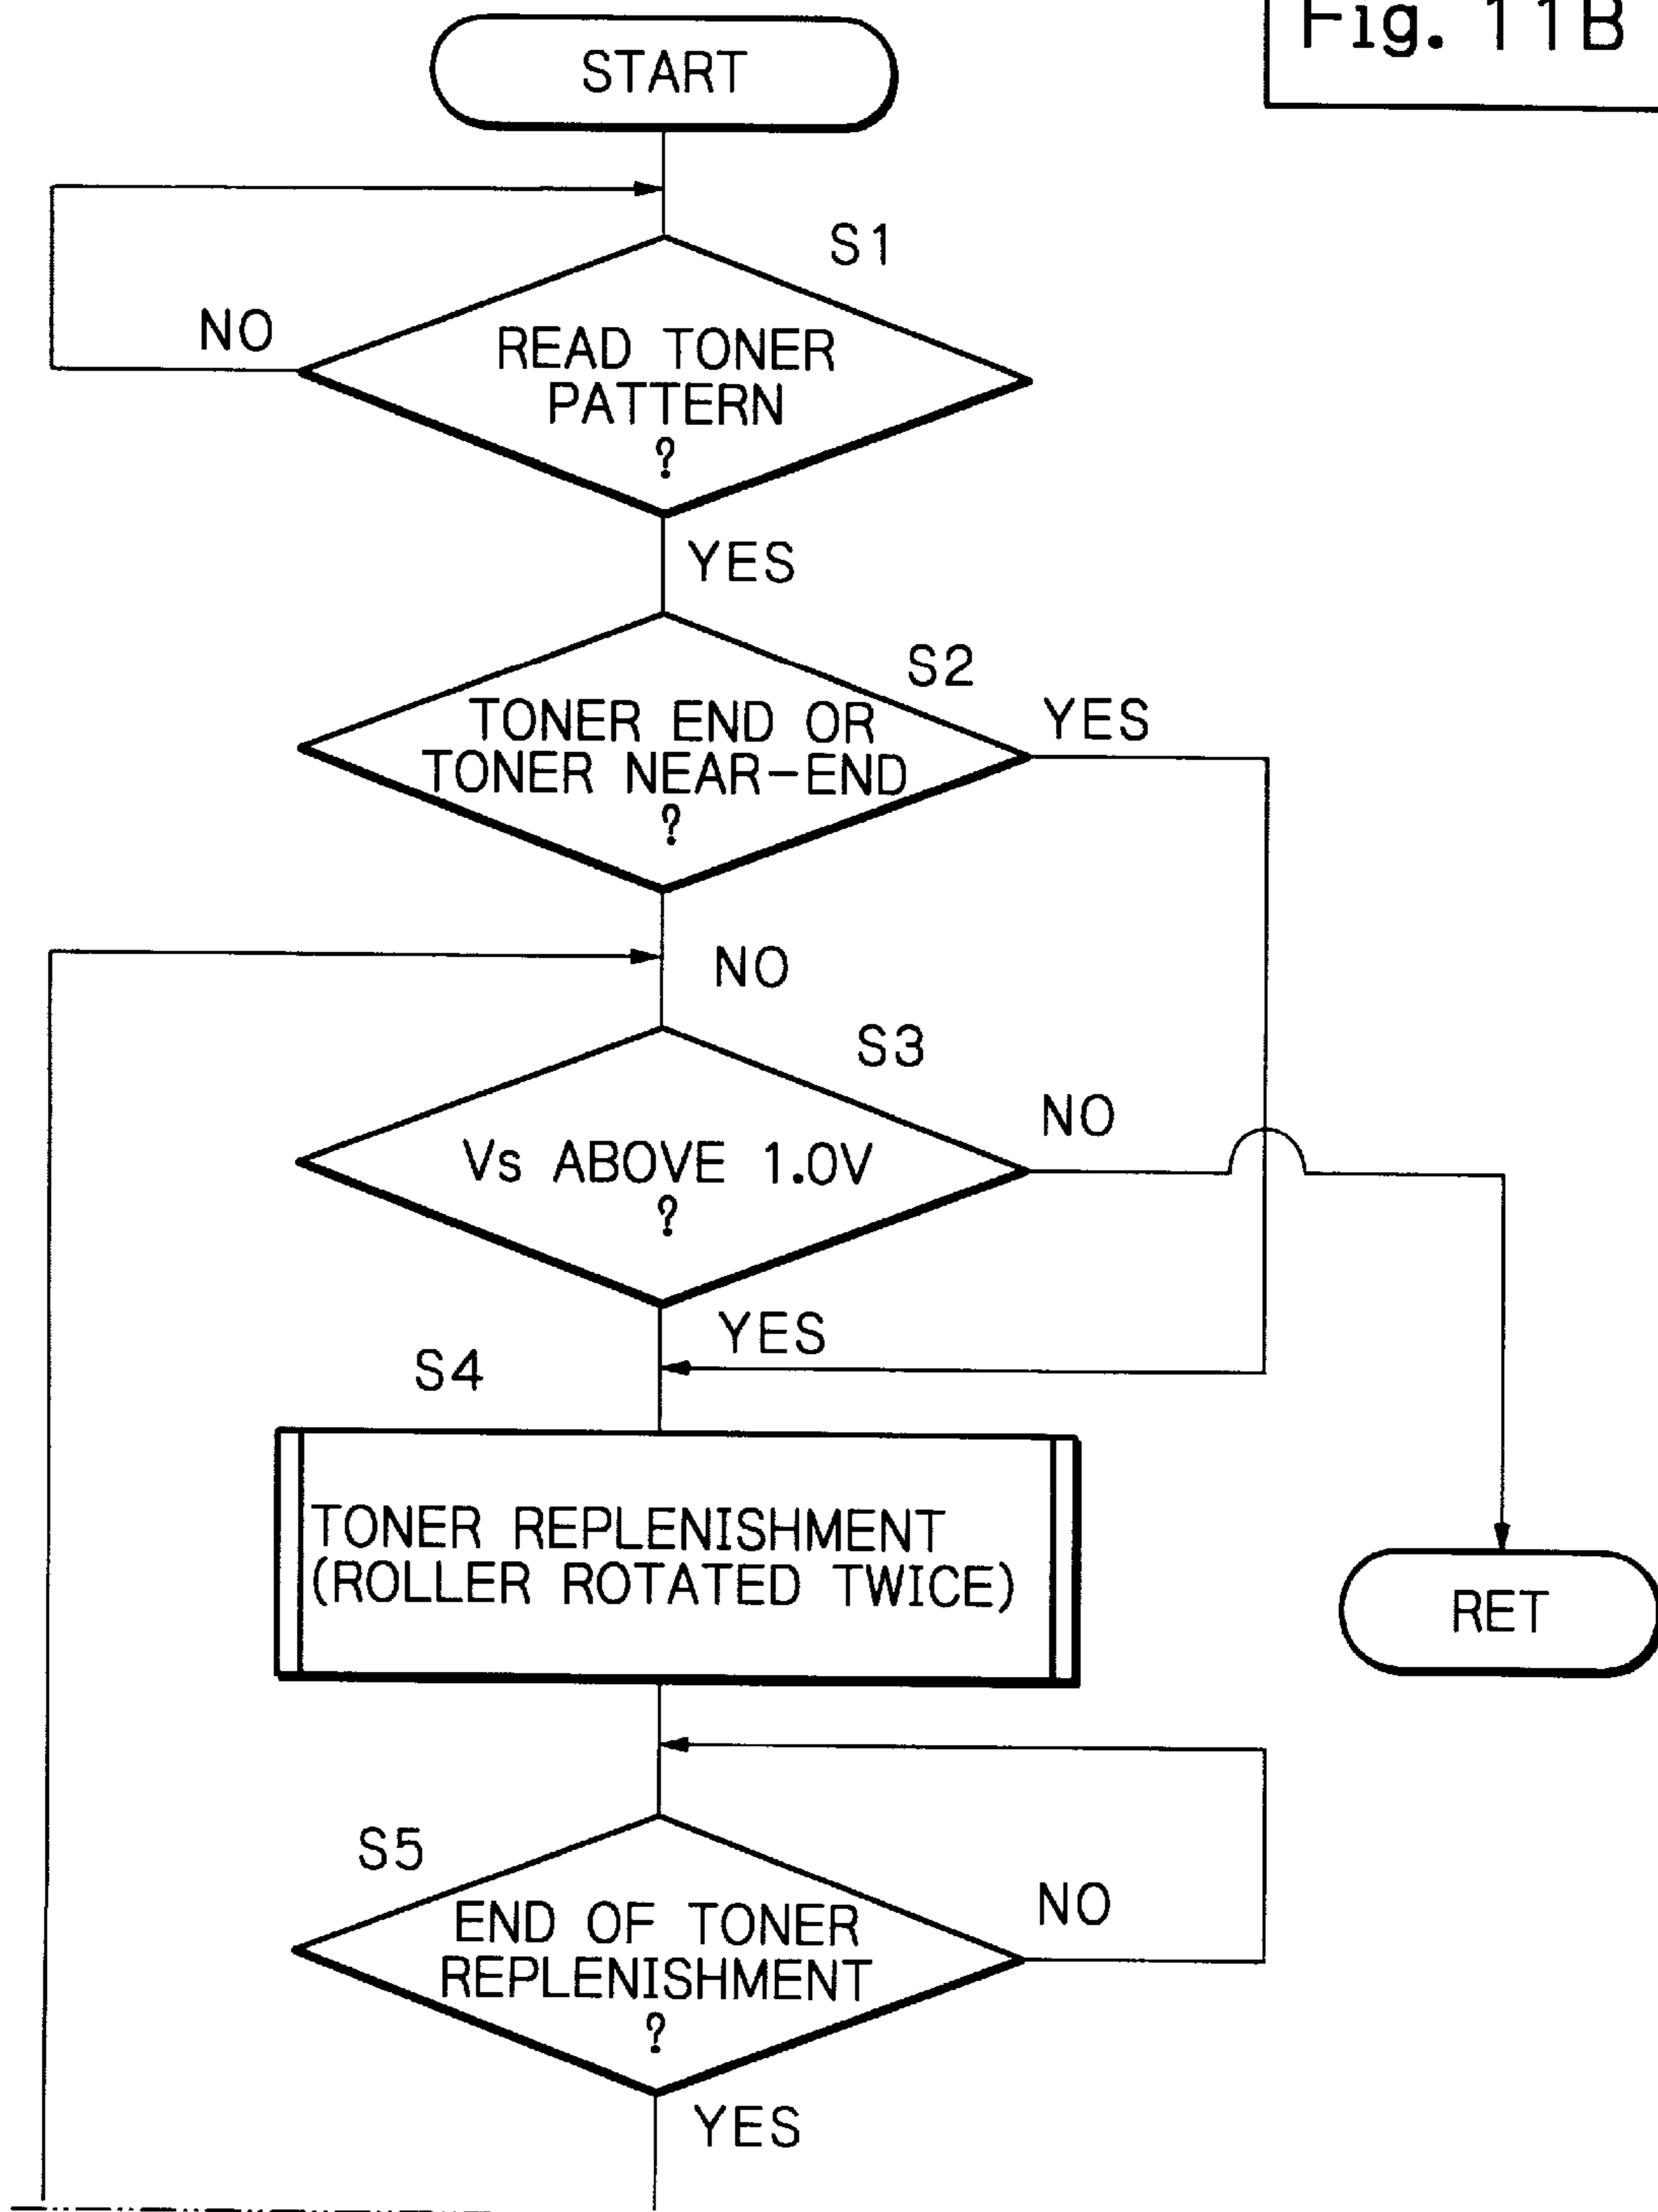 Fig. 11B
START
S1
NO
READ TONER
PATTERN
?
YES
S2
TONER END OR
TONER NEAR-END
?
YES
NO
S3
Vs ABOVE 1.0V
?
NO
YES
S4
TONER REPLENISHMENT
(ROLLER ROTATED TWICE)
RET
S5
END OF TONER
REPLENISHMENT
?
NO
YES